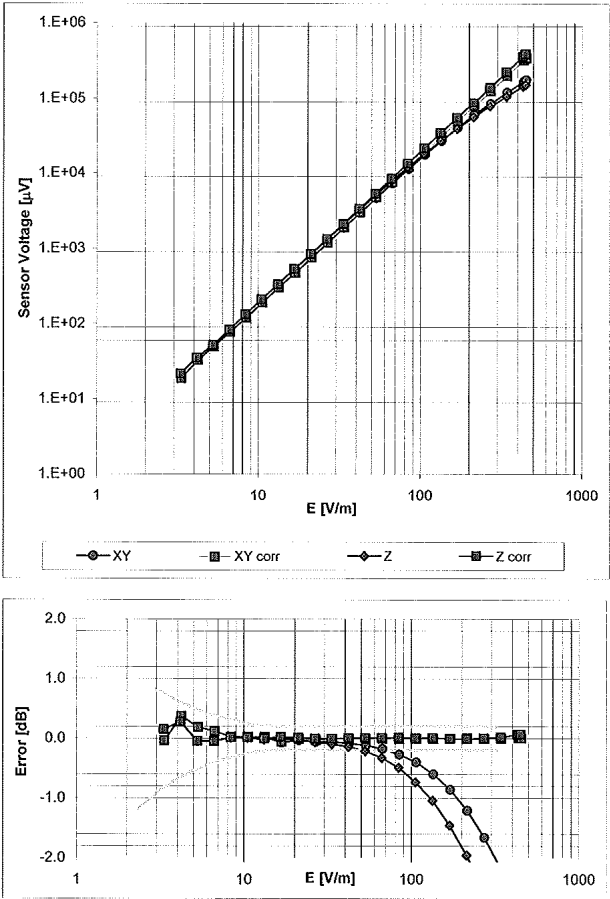 1.E+06
1.E+05
1.E+04
1.E+03
1.E+02
1.E+01
1.E+00
Sensor Voltage [µV]
1 10 100 1000
E [V/m]
XY XY corr Z Z corr
2.0
1.0
0.0
-1.0
-2.0
Error [dB]
1 10 E [V/m] 100 1000